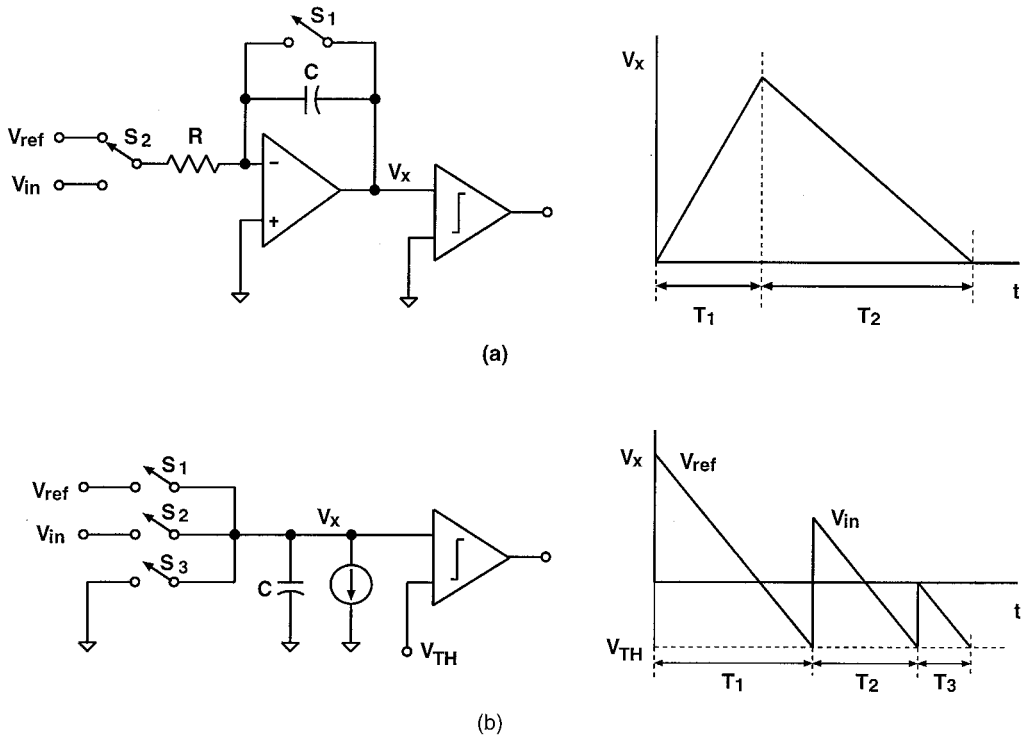 S1
C
Vref
S2
R
Vin
−
+
Vx
Vx
T1
T2
t
(a)
Vref
S1
Vin
S2
S3
Vx
C
VTH
Vx
Vref
Vin
t
VTH
T1
T2
T3
(b)